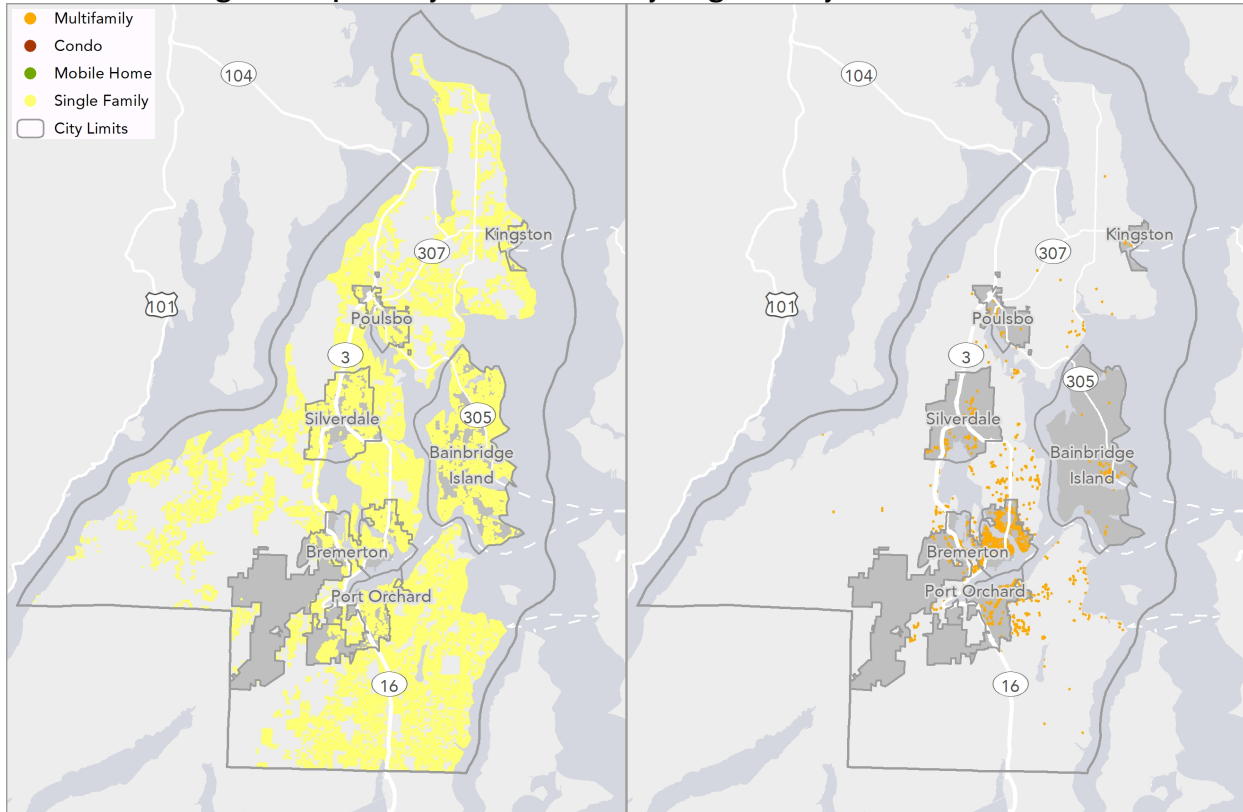 Multifamily
Condo
Mobile Home
Single Family
City Limits
104
Kingston
307
101
Poulsbo
3
305
Silverdale
Bainbridge
Island
Bremerton
Port Orchard
16
104
Kingston
307
101
Poulsbo
3
305
Silverdale
Bainbridge
Island
Bremerton
Port Orchard
16